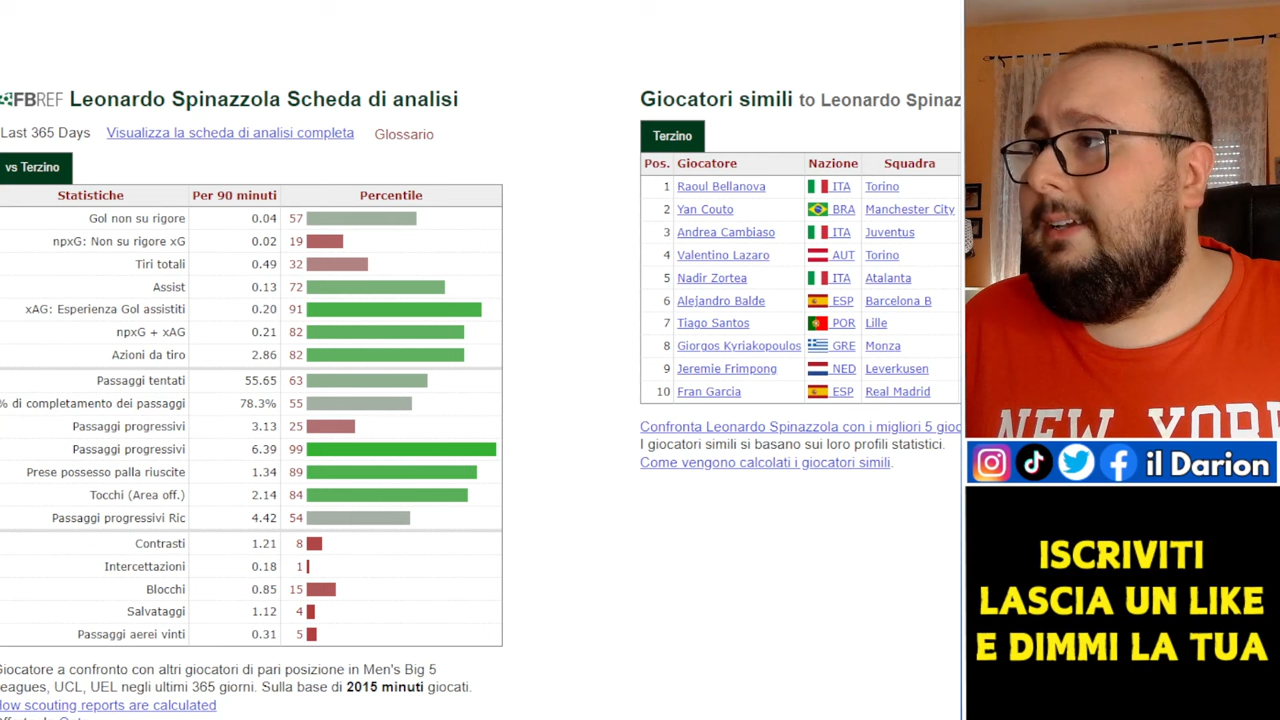 FBREF Leonardo Spinazzola Scheda di analisi
Last 365 Days Visualizza la scheda di analisi completa Glossario
vs Terzino
Statistiche Per 90 minuti Percentile
Gol non su rigore 0.04 57
npxG: Non su rigore xG 0.02 19
Tiri totali 0.49 32
Assist 0.13 72
xAG: Esperienza Gol assistiti 0.20 91
npxG + xAG 0.21 82
Azioni da tiro 2.86 82
Passaggi tentati 55.65 63
% di completamento dei passaggi 78.3% 55
Passaggi progressivi 3.13 25
Passaggi progressivi 6.39 99
Prese possesso palla riuscite 1.34 89
Tocchi (Area off.) 2.14 84
Passaggi progressivi Ric 4.42 54
Contrasti 1.21 8
Intercettazioni 0.18 1
Blocchi 0.85 15
Salvataggi 1.12 4
Passaggi aerei vinti 0.31 5
Giocatore a confronto con altri giocatori di pari posizione in Men's Big 5
eagues, UCL, UEL negli ultimi 365 giorni. Sulla base di 2015 minuti giocati.
How scouting reports are calculated
Giocatori simili to Leonardo Spinaz
Terzino
Pos. Giocatore Nazione Squadra
1 Raoul Bellanova ITA Torino
2 Yan Couto BRA Manchester City
3 Andrea Cambiaso ITA Juventus
4 Valentino Lazaro AUT Torino
5 Nadir Zortea ITA Atalanta
6 Alejandro Balde ESP Barcelona B
7 Tiago Santos POR Lille
8 Giorgos Kyriakopoulos GRE Monza
9 Jeremie Frimpong NED Leverkusen
10 Fran Garcia ESP Real Madrid
Confronta Leonardo Spinazzola con i migliori 5 gioc
I giocatori simili si basano sui loro profili statistici.
Come vengono calcolati i giocatori simili.
NEW YORK
il Darion
ISCRIVITI
LASCIA UN LIKE
E DIMMI LA TUA